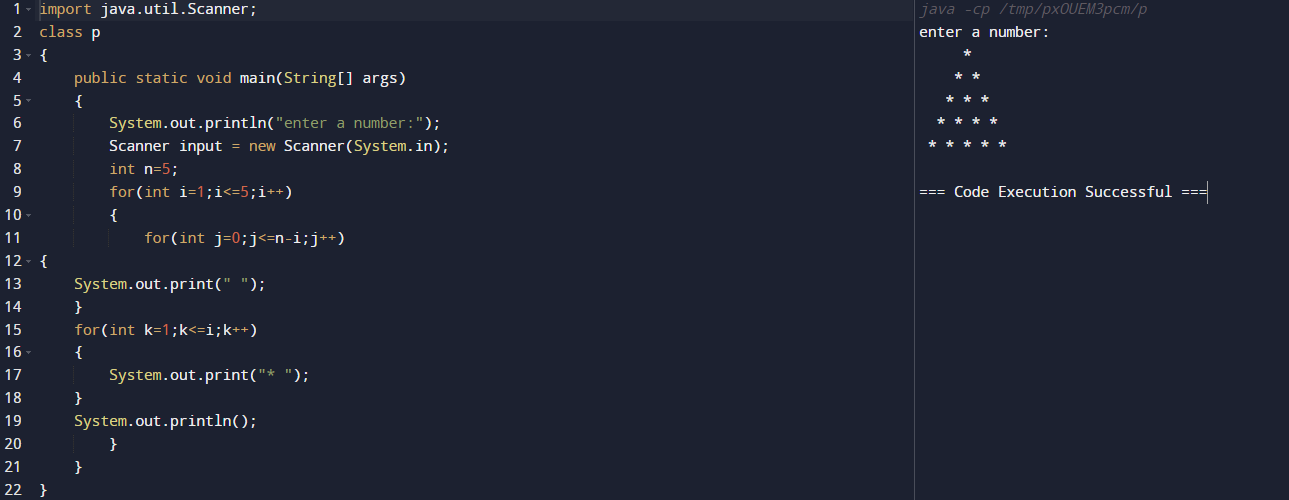 1 import java.util.Scanner;
2 class p
3 {
4     public static void main(String[] args)
5     {
6         System.out.println("enter a number:");
7         Scanner input = new Scanner(System.in);
8         int n=5;
9         for(int i=1;i<=5;i++)
10         {
11             for(int j=0;j<=n-i;j++)
12 {
13     System.out.print(" ");
14     }
15     for(int k=1;k<=i;k++)
16     {
17         System.out.print("* ");
18     }
19     System.out.println();
20         }
21     }
22 }
java -cp /tmp/pxOUEM3pcm/p
enter a number:
     * 
    * * 
   * * * 
  * * * * 
 * * * * * 
=== Code Execution Successful ===